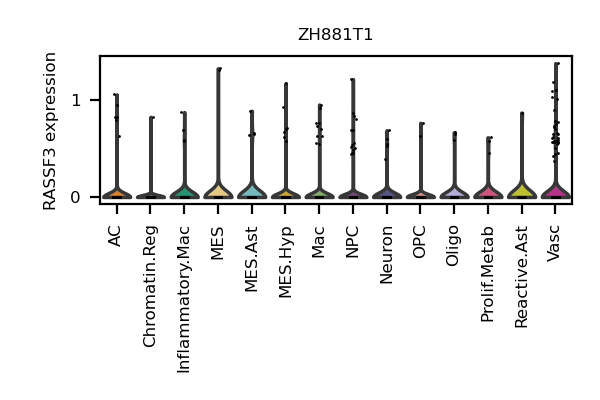 ZH881T1
RASSF3 expression
1
0
AC
Chromatin.Reg
Inflammatory.Mac
MES
MES.Ast
MES.Hyp
Mac
NPC
Neuron
OPC
Oligo
Prolif.Metab
Reactive.Ast
Vasc